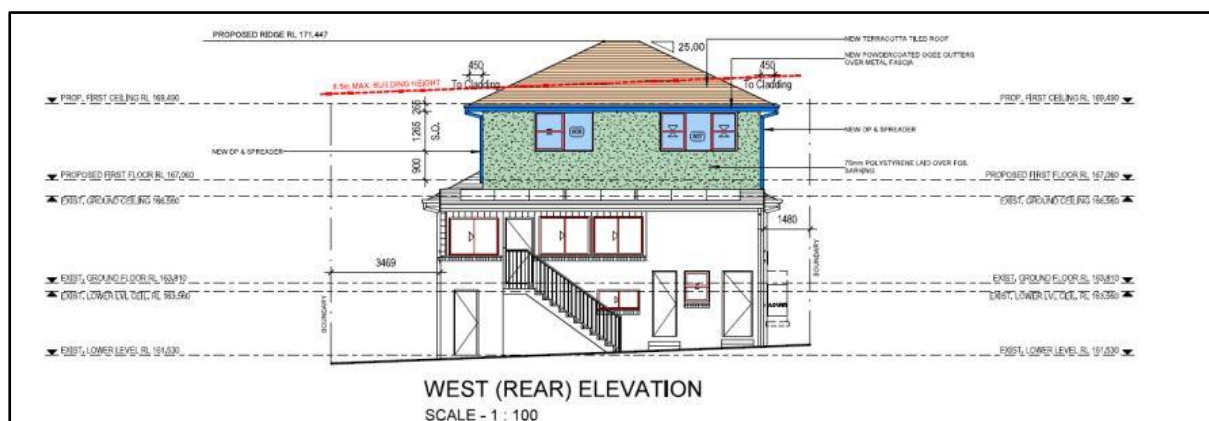 PROPOSED RIDGE RL 171.447
25.00
NEW TERRACOTTA TILED ROOF
NEW POWDERCOATED OGEE GUTTERS
OVER METAL FASCIA
450
To Cladding
8.5m MAX. BUILDING HEIGHT
450
To Cladding
PROP. FIRST CEILING RL 169,490
PROP. FIRST CEILING RL 169,490
265
1265
S.O.
900
W06
W07
NEW DP & SPREADER
NEW DP & SPREADER
75mm POLYSTYRENE LAID OVER FOIL
SARKING
PROPOSED FIRST FLOOR RL 167,060
PROPOSED FIRST FLOOR RL 167,060
EXIST. GROUND CEILING 166,560
EXIST. GROUND CEILING 166,560
1480
3469
BOUNDARY
BOUNDARY
EXIST. GROUND FLOOR RL 163,810
EXIST. GROUND FLOOR RL 163,810
EXIST. LOWER LVL CEIL. RL 163,560
EXIST. LOWER LVL CEIL. RL 163,560
EXIST. LOWER LEVEL RL 161,530
EXIST. LOWER LEVEL RL 161,530
WEST (REAR) ELEVATION
SCALE - 1 : 100